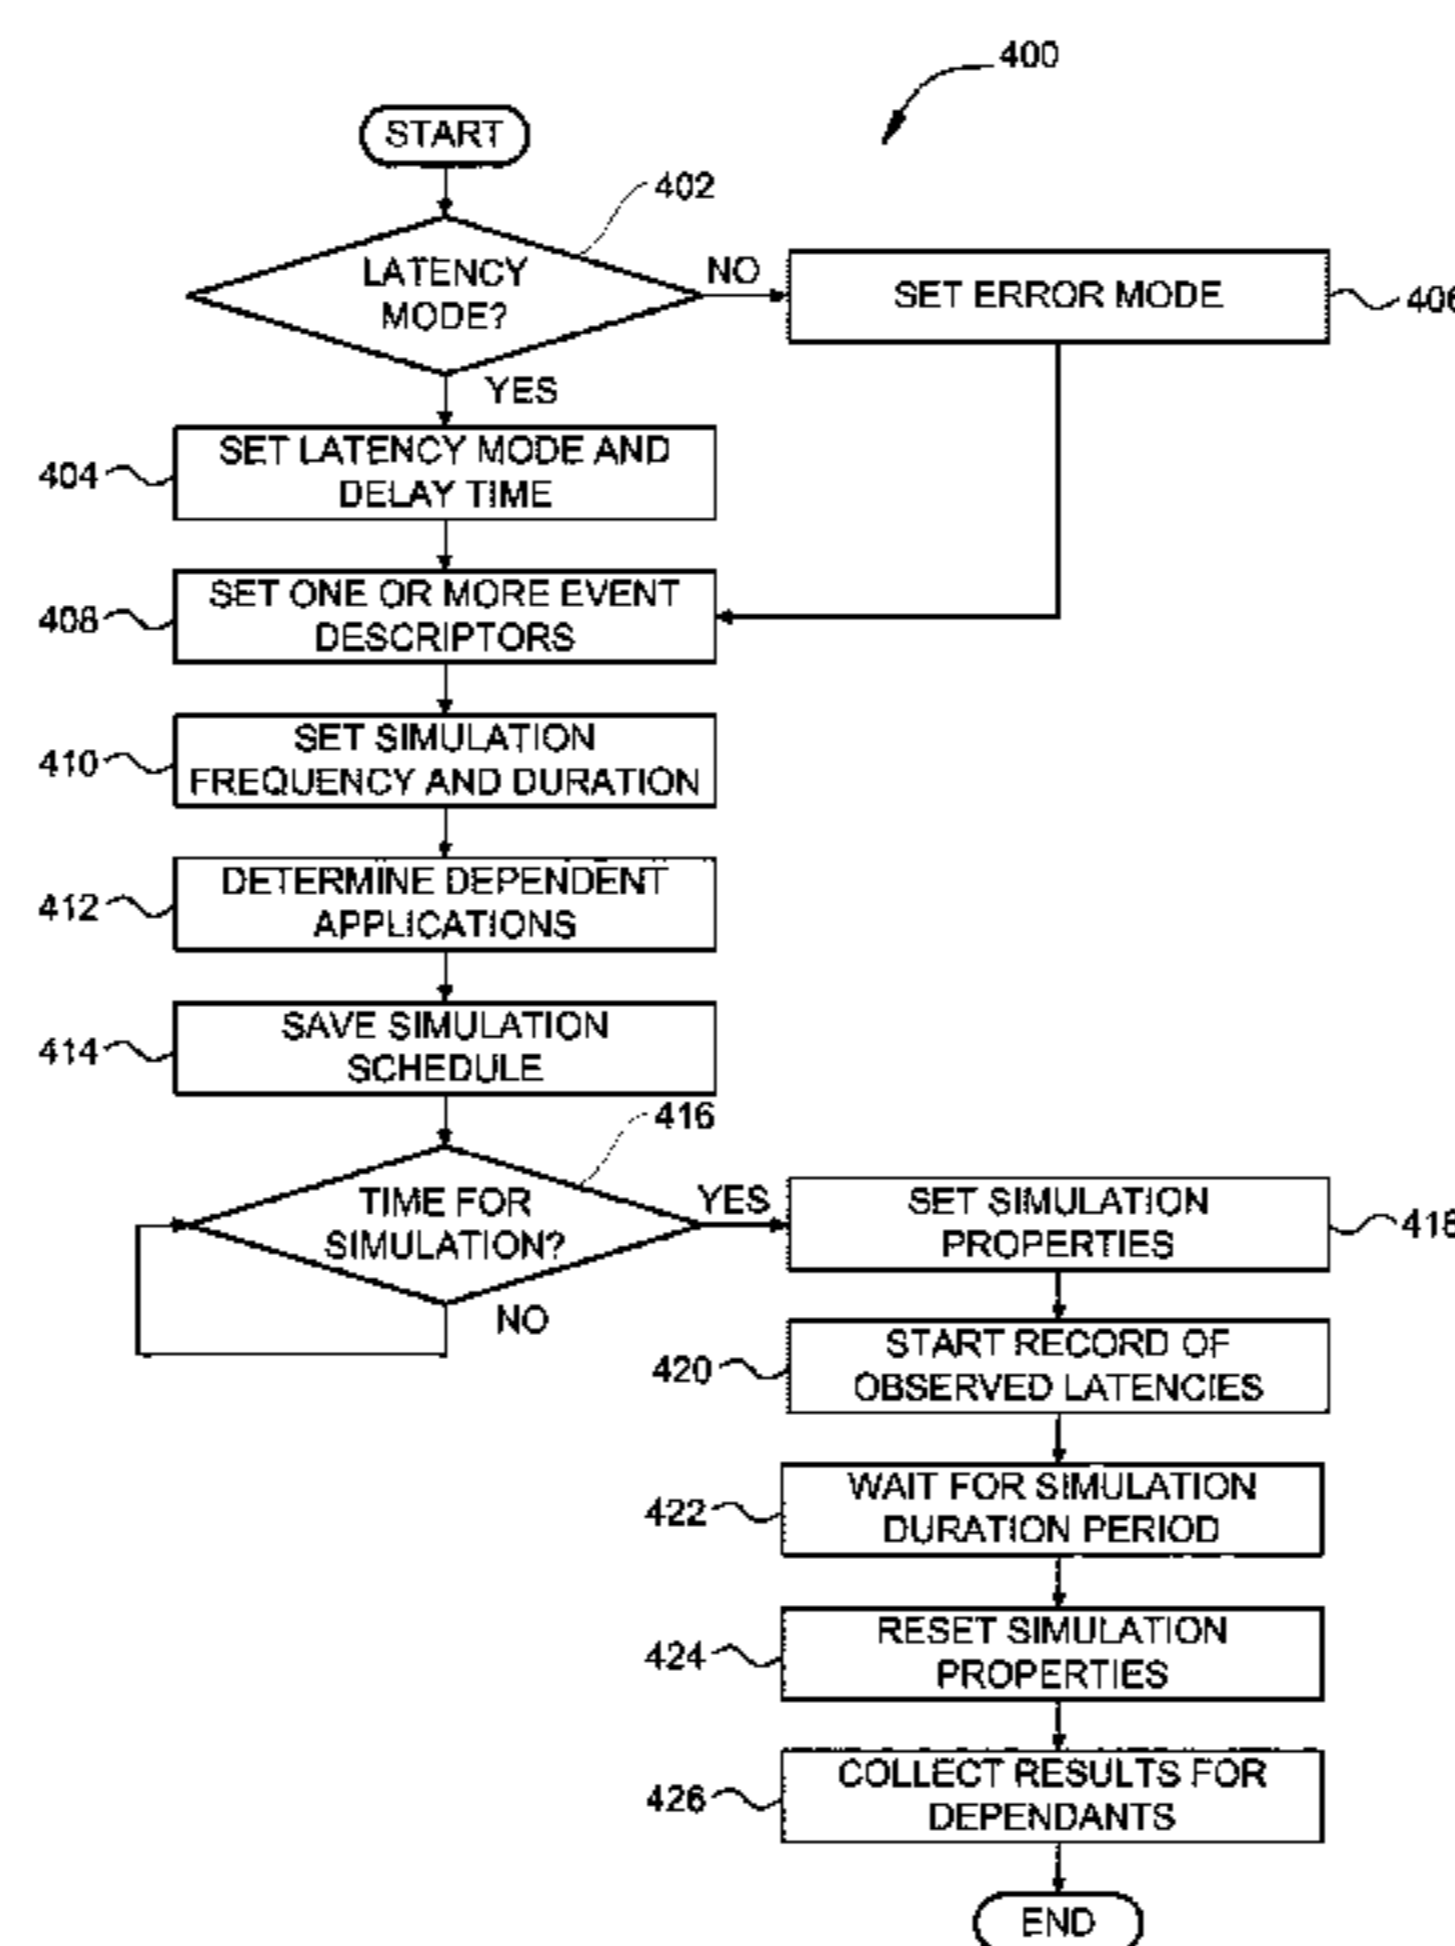 400
START
402
LATENCY
MODE?
NO
SET ERROR MODE
406
YES
404
SET LATENCY MODE AND
DELAY TIME
408
SET ONE OR MORE EVENT
DESCRIPTORS
410
SET SIMULATION
FREQUENCY AND DURATION
412
DETERMINE DEPENDENT
APPLICATIONS
414
SAVE SIMULATION
SCHEDULE
416
TIME FOR
SIMULATION?
YES
NO
SET SIMULATION
PROPERTIES
418
420
START RECORD OF
OBSERVED LATENCIES
422
WAIT FOR SIMULATION
DURATION PERIOD
424
RESET SIMULATION
PROPERTIES
426
COLLECT RESULTS FOR
DEPENDANTS
END